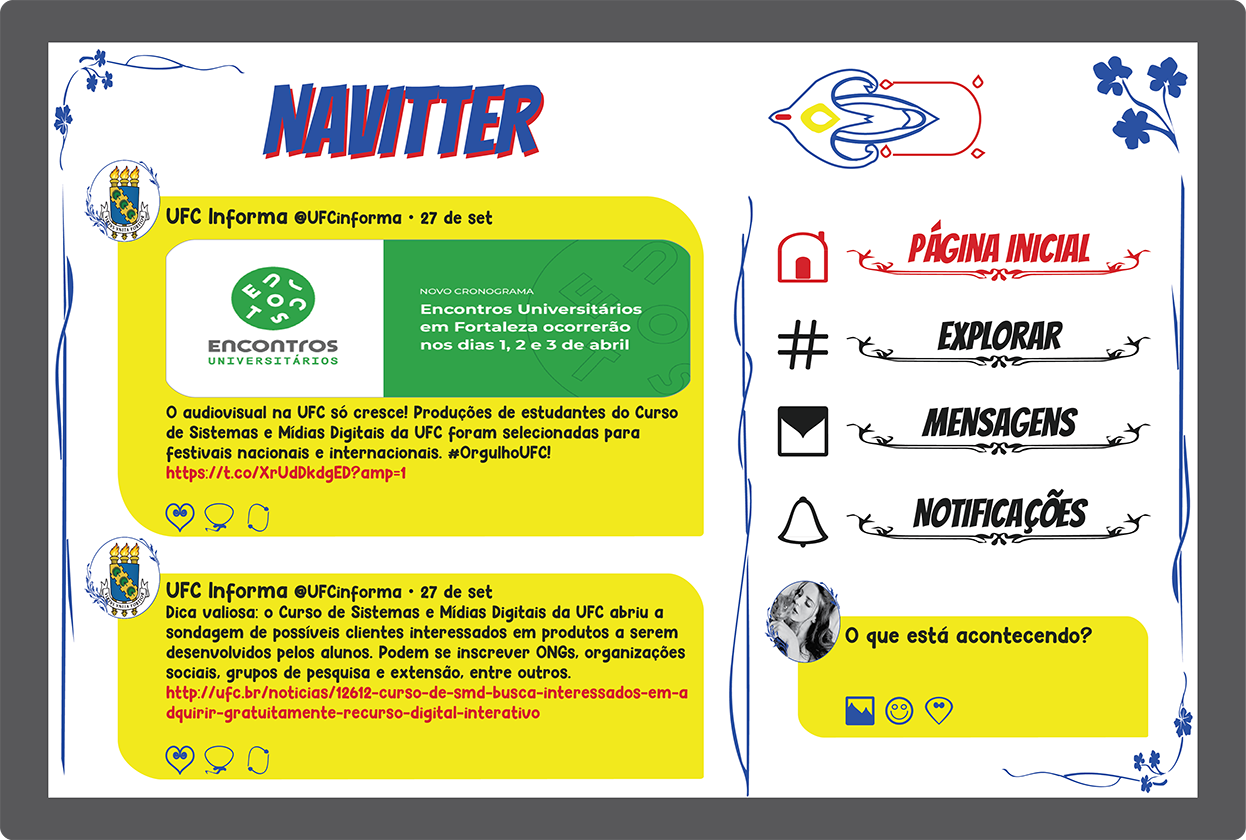 NAVITTER
UFC Informa @UFCinforma • 27 de set
ENCONTROS
UNIVERSITÁRIOS
NOVO CRONOGRAMA
Encontros Universitários
em Fortaleza ocorrerão
nos dias 1, 2 e 3 de abril
O audiovisual na UFC só cresce! Produções de estudantes do Curso
de Sistemas e Mídias Digitais da UFC foram selecionadas para
festivais nacionais e internacionais. #OrgulhoUFC!
https://t.co/XrUdDkdgED?amp=1
UFC Informa @UFCinforma • 27 de set
Dica valiosa: o Curso de Sistemas e Mídias Digitais da UFC abriu a
sondagem de possíveis clientes interessados em produtos a serem
desenvolvidos pelos alunos. Podem se inscrever ONGs, organizações
sociais, grupos de pesquisa e extensão, entre outros.
http://ufc.br/noticias/12612-curso-de-smd-busca-interessados-em-a
dquirir-gratuitamente-recurso-digital-interativo
PÁGINA INICIAL
EXPLORAR
MENSAGENS
NOTIFICAÇÕES
O que está acontecendo?